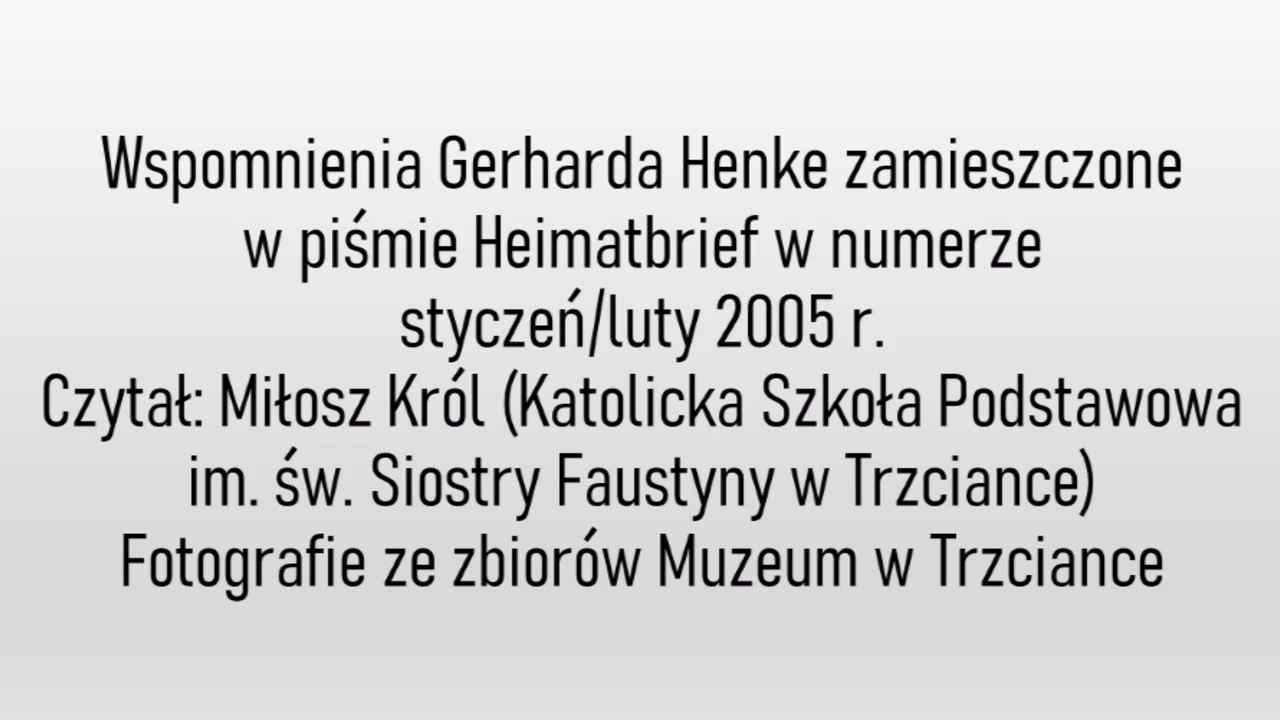 Wspomnienia Gerharda Henke zamieszczone
w piśmie Heimatbrief w numerze
styczeń/luty 2005 r.
Czytał: Miłosz Król (Katolicka Szkoła Podstawowa
im. św. Siostry Faustyny w Trzciance)
Fotografie ze zbiorów Muzeum w Trzciance